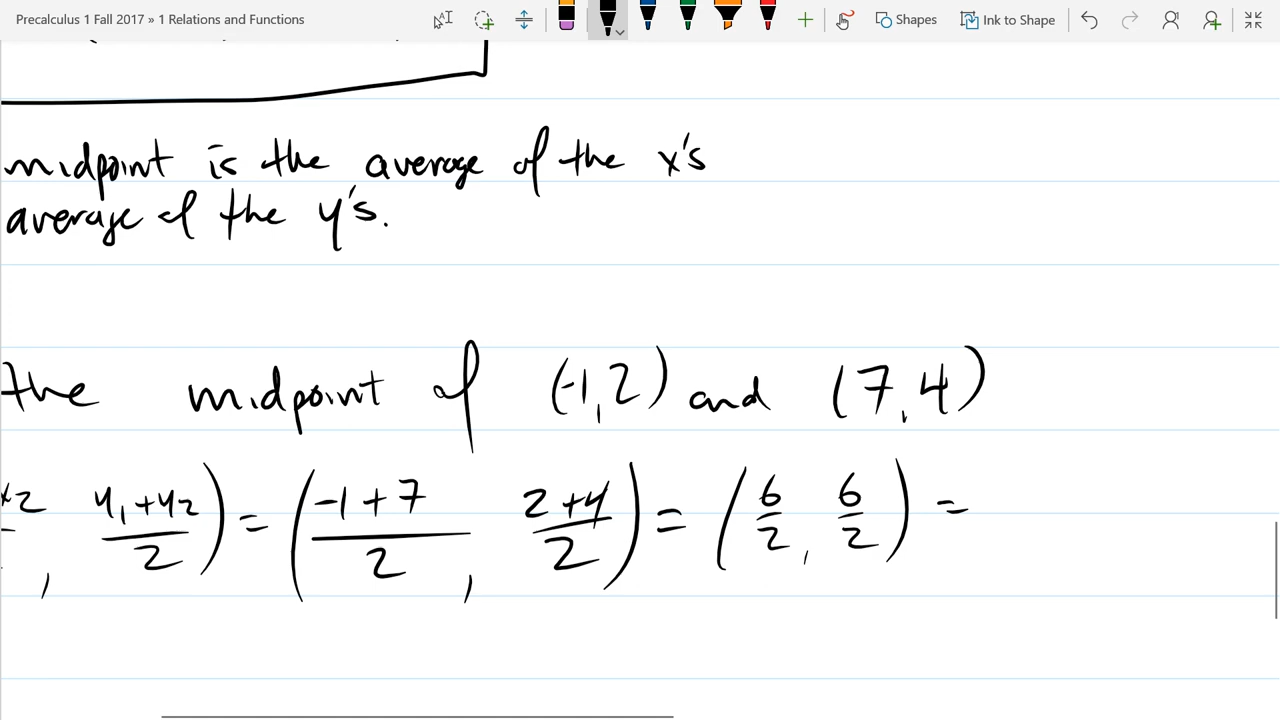 Precalculus 1 Fall 2017 » 1 Relations and Functions
Shapes
Ink to Shape
midpoint is the average of the x's
average of the y's.
the midpoint of (-1,2) and (7,4)
x2, y1+y2/2) = (-1+7/2, 2+4/2) = (6/2, 6/2) =